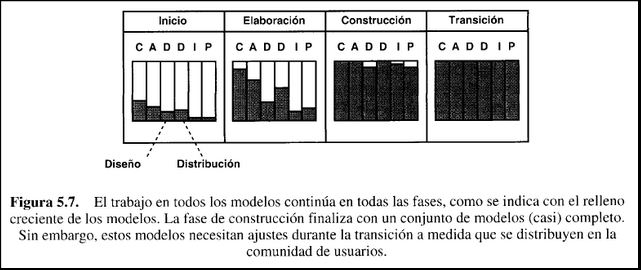 Inicio Elaboración Construcción Transición
C A D D I P C A D D I P C A D D I P C A D D I P
Diseño Distribución
Figura 5.7. El trabajo en todos los modelos continúa en todas las fases, como se indica con el relleno
creciente de los modelos. La fase de construcción finaliza con un conjunto de modelos (casi) completo.
Sin embargo, estos modelos necesitan ajustes durante la transición a medida que se distribuyen en la
comunidad de usuarios.